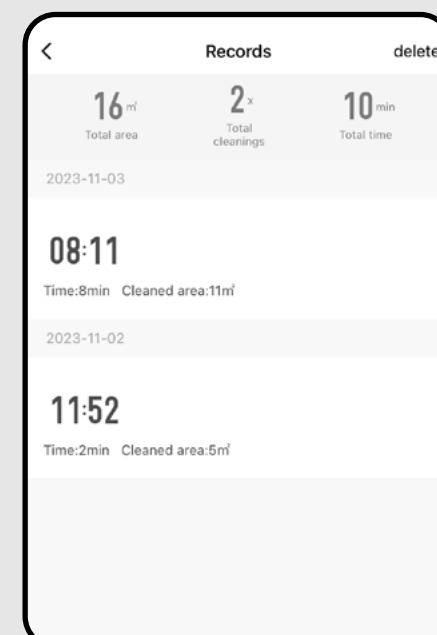 Records delete
16㎡ 2x 10min
Total area Total cleanings Total time
2023-11-03
08:11
Time:8min Cleaned area:11㎡
2023-11-02
11:52
Time:2min Cleaned area:5㎡